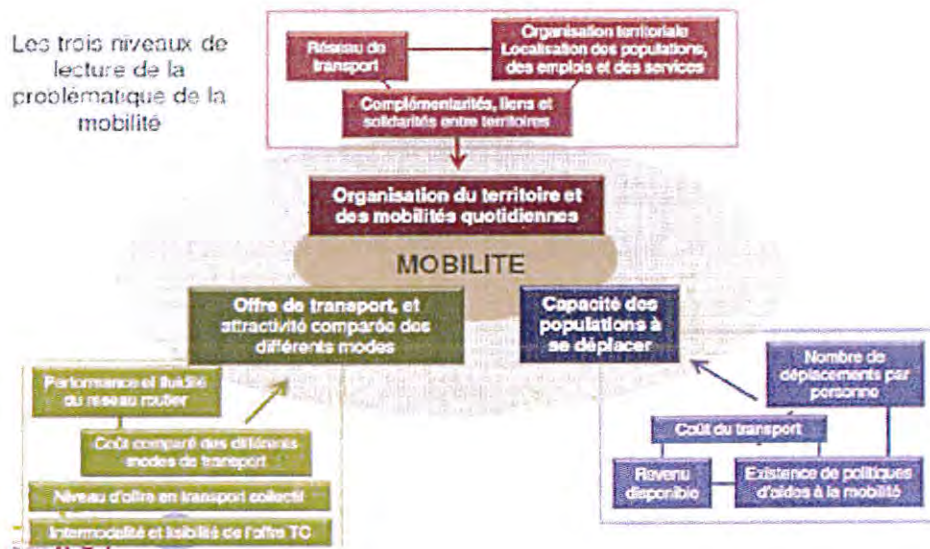 Les trois niveaux de
lecture de la
problématique de la
mobilité
Réseau de
transport
Organisation territoriale
Localisation des populations,
des emplois et des services
Complémentarités, liens et
solidarités entre territoires
Organisation du territoire et
des mobilités quotidiennes
MOBILITE
Offre de transport, et
attractivité comparée des
différents modes
Capacité des
populations à
se déplacer
Performance et fluidité
du réseau routier
Coût comparé des différents
modes de transport
Niveau d'offre en transport collectif
Intermodalité et lisibilité de l'offre TC
Nombre de
déplacements par
personne
Coût du transport
Revenu
disponible
Existence de politiques
d'aides à la mobilité